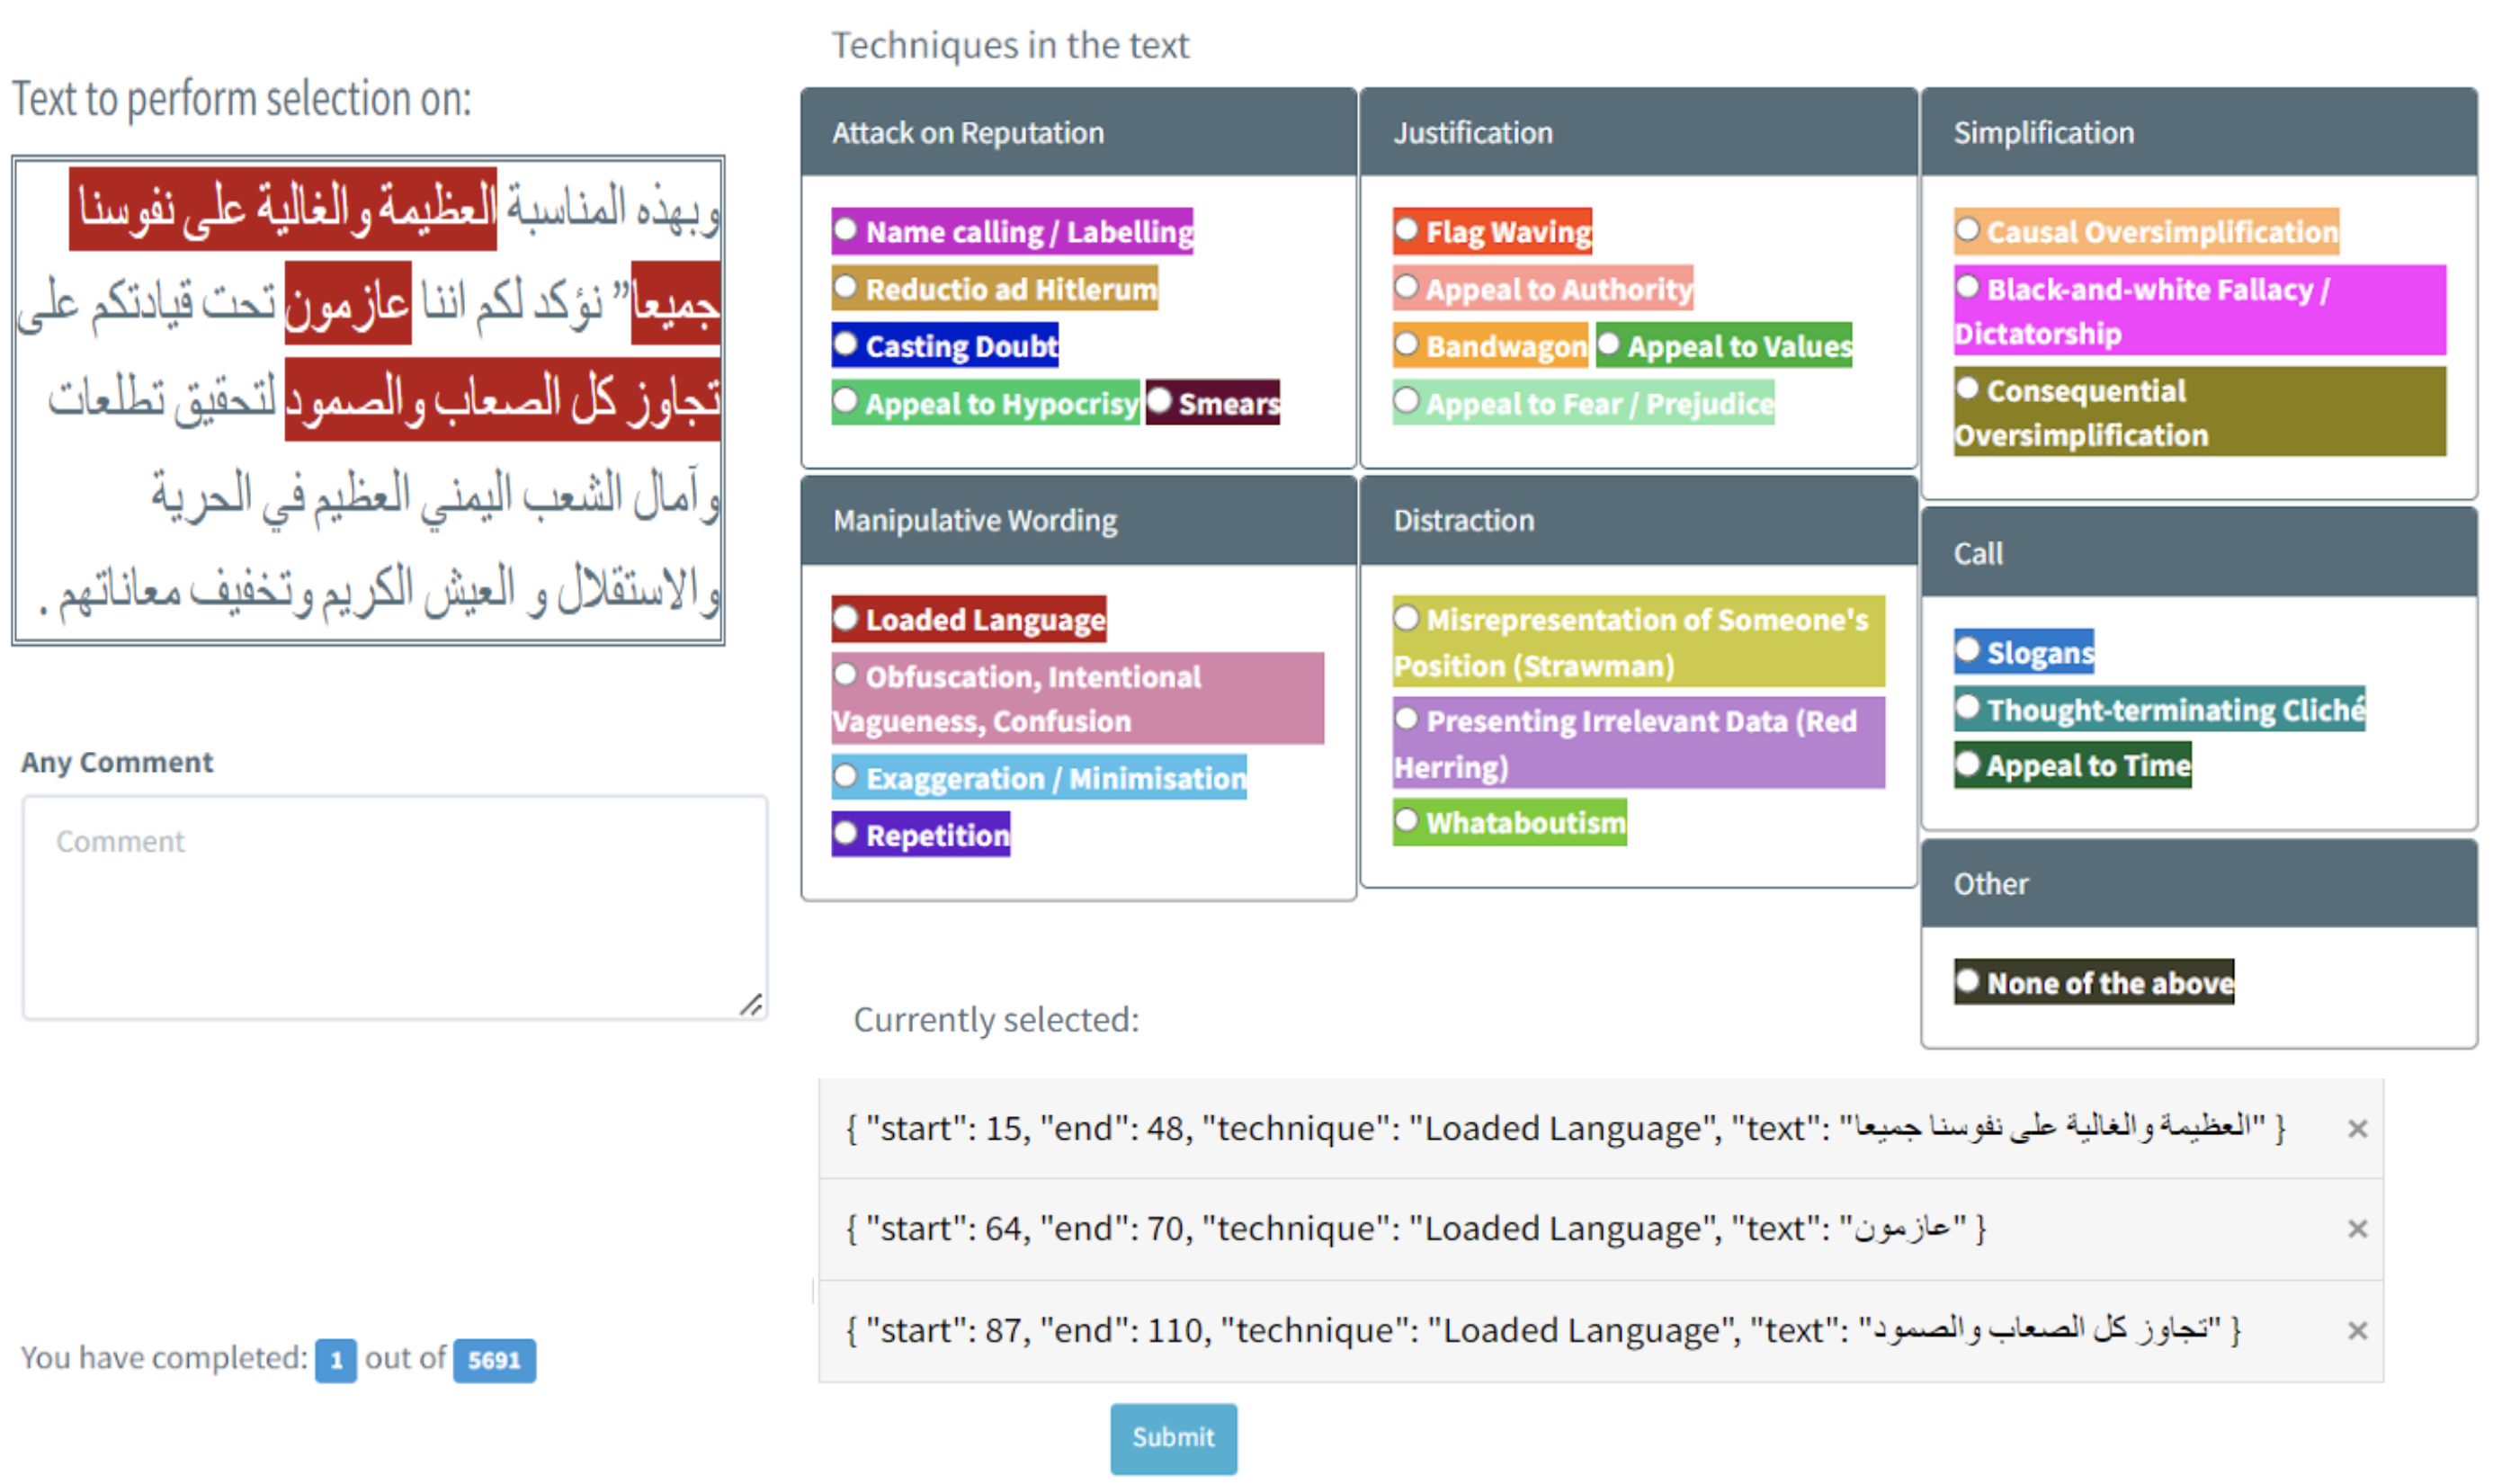 Text to perform selection on:
وبهذه المناسبة العظيمة والغالية على نفوسنا
جميعا” نؤكد لكم اننا عازمون تحت قيادتكم على
تجاوز كل الصعاب والصمود لتحقيق تطلعات
وآمال الشعب اليمني العظيم في الحرية
والاستقلال و العيش الكريم وتخفيف معاناتهم .
Any Comment
Comment
You have completed: 1 out of 5691
Techniques in the text
Attack on Reputation
Name calling / Labelling
Reductio ad Hitlerum
Casting Doubt
Appeal to Hypocrisy Smears
Justification
Flag Waving
Appeal to Authority
Bandwagon Appeal to Values
Appeal to Fear / Prejudice
Simplification
Causal Oversimplification
Black-and-white Fallacy /
Dictatorship
Consequential
Oversimplification
Manipulative Wording
Loaded Language
Obfuscation, Intentional
Vagueness, Confusion
Exaggeration / Minimisation
Repetition
Distraction
Misrepresentation of Someone's
Position (Strawman)
Presenting Irrelevant Data (Red
Herring)
Whataboutism
Call
Slogans
Thought-terminating Cliché
Appeal to Time
Other
None of the above
Currently selected:
{ "start": 15, "end": 48, "technique": "Loaded Language", "text": "العظيمة والغالية على نفوسنا جميعا" } ×
{ "start": 64, "end": 70, "technique": "Loaded Language", "text": "عازمون" } ×
{ "start": 87, "end": 110, "technique": "Loaded Language", "text": "تجاوز كل الصعاب والصمود" } ×
Submit